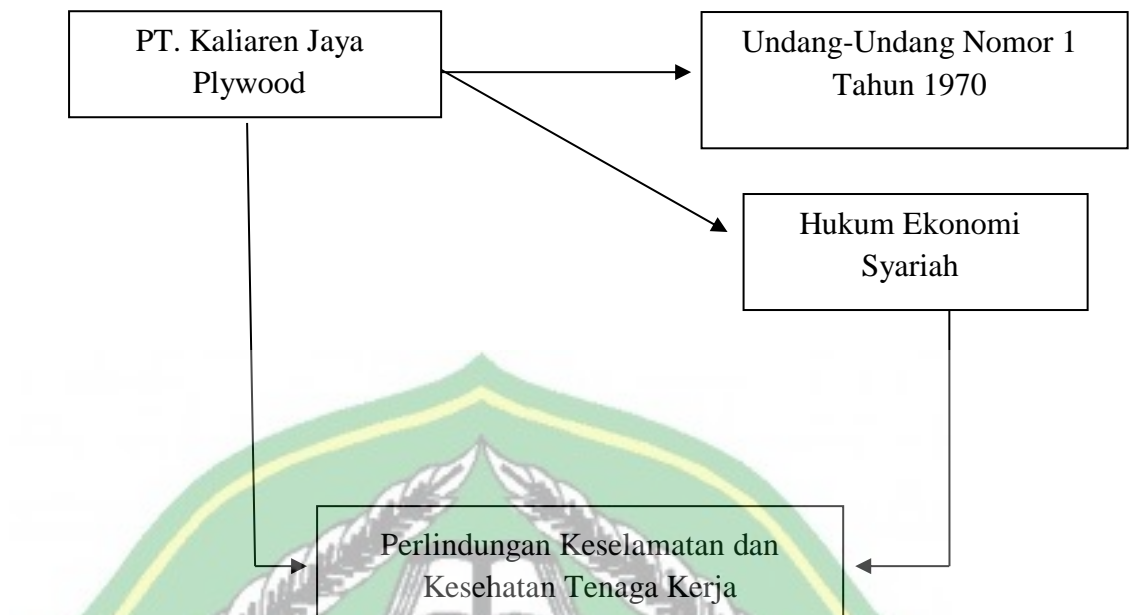 PT. Kaliaren Jaya
Plywood
Undang-Undang Nomor 1
Tahun 1970
Hukum Ekonomi
Syariah
Perlindungan Keselamatan dan
Kesehatan Tenaga Kerja